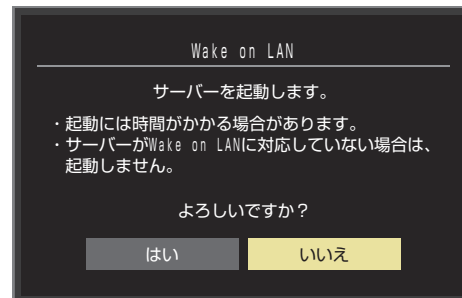 Wake on LAN
サーバーを起動します。
・起動には時間がかかる場合があります。
・サーバーがWake on LANに対応していない場合は、
起動しません。
よろしいですか？
はい
いいえ